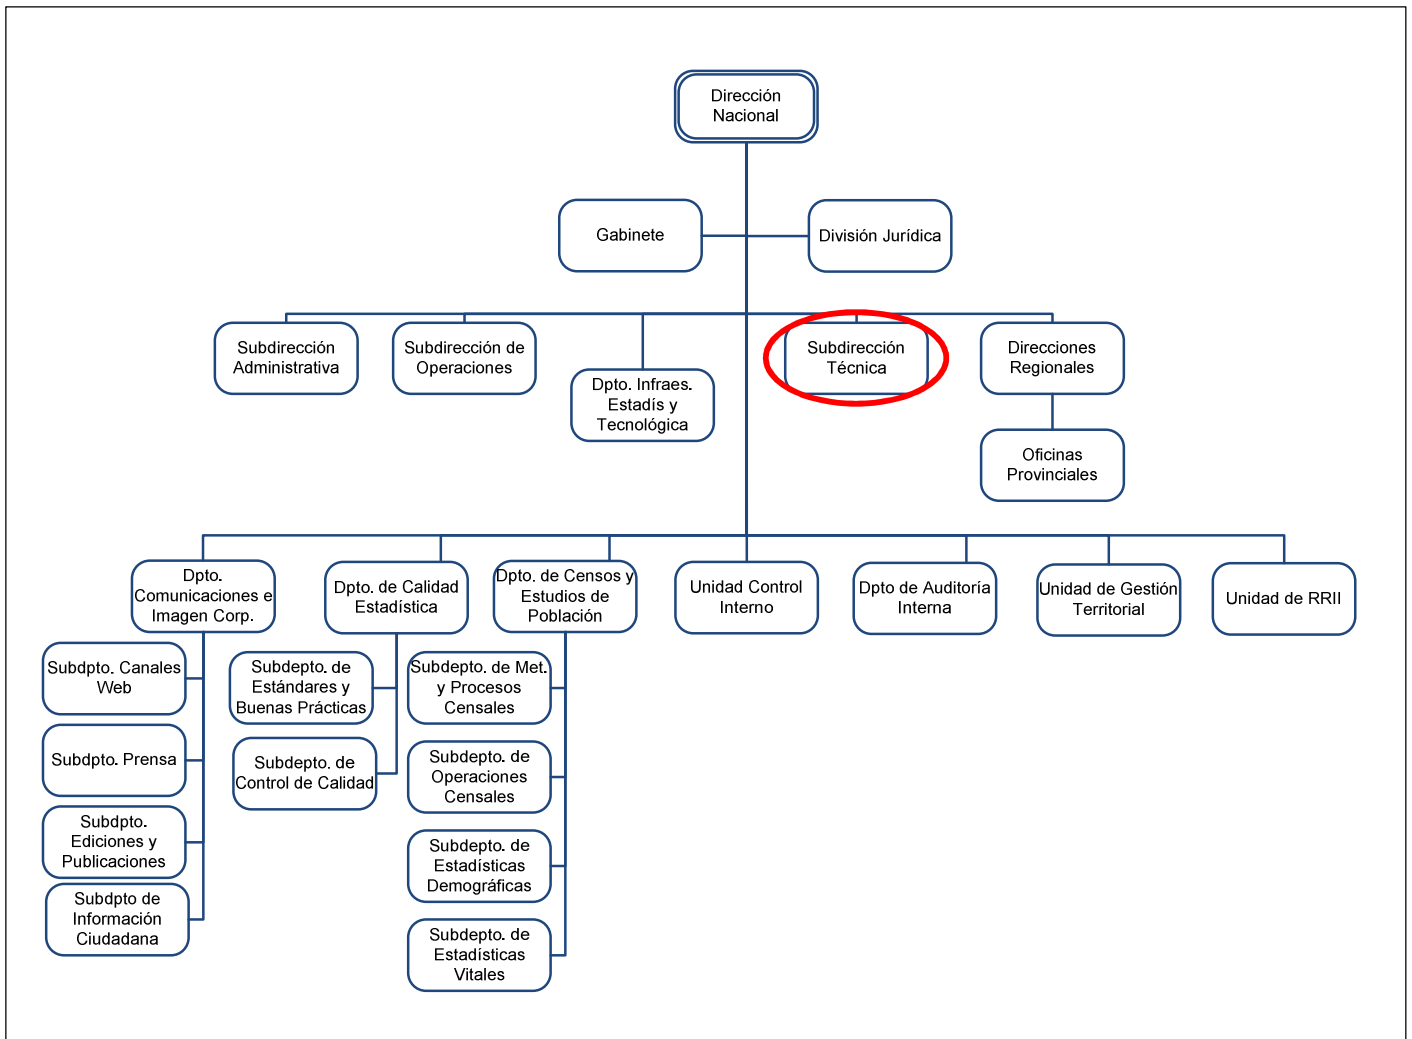 Dirección
Nacional
Gabinete
División Jurídica
Subdirección
Administrativa
Subdirección de
Operaciones
Dpto. Infraes.
Estadís y
Tecnológica
Subdirección
Técnica
Direcciones
Regionales
Oficinas
Provinciales
Dpto.
Comunicaciones e
Imagen Corp.
Dpto. de Calidad
Estadística
Dpto. de Censos y
Estudios de
Población
Unidad Control
Interno
Dpto de Auditoría
Interna
Unidad de Gestión
Territorial
Unidad de RRII
Subdpto. Canales
Web
Subdpto. Prensa
Subdpto.
Ediciones y
Publicaciones
Subdpto de
Información
Ciudadana
Subdepto. de
Estándares y
Buenas Prácticas
Subdepto. de
Control de Calidad
Subdepto. de Met.
y Procesos
Censales
Subdepto. de
Operaciones
Censales
Subdepto. de
Estadísticas
Demográficas
Subdepto. de
Estadísticas
Vitales